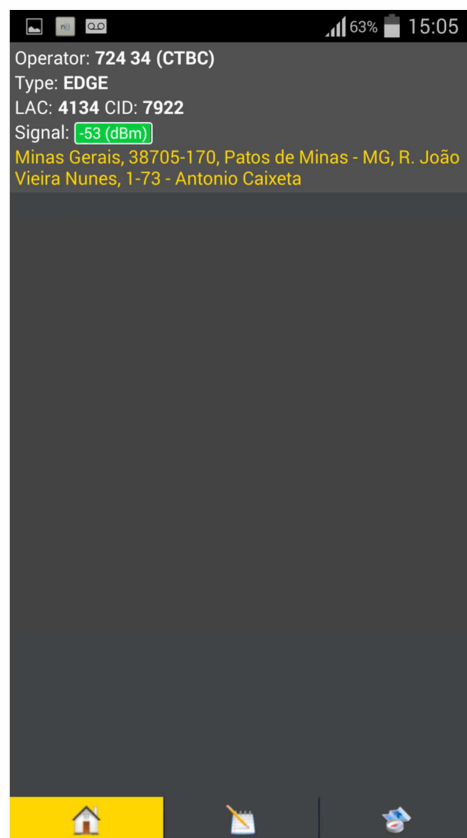 63% 15:05
Operator: 724 34 (CTBC)
Type: EDGE
LAC: 4134 CID: 7922
Signal: -53 (dBm)
Minas Gerais, 38705-170, Patos de Minas - MG, R. João
Vieira Nunes, 1-73 - Antonio Caixeta